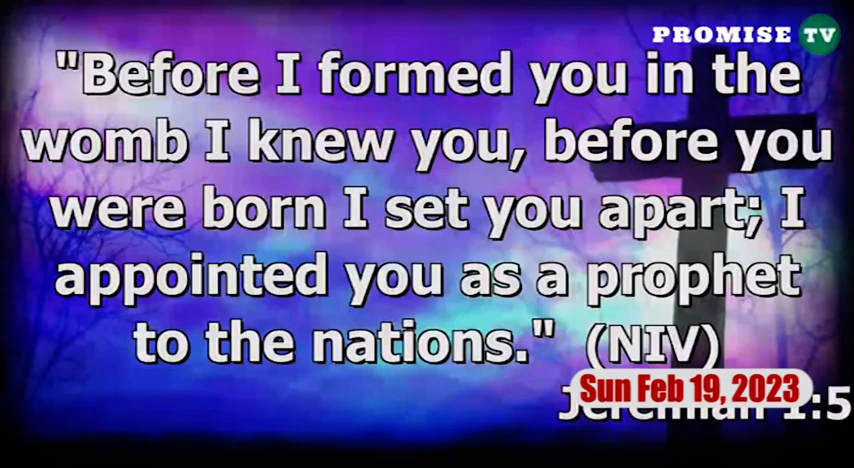 PROMISE TV
"Before I formed you in the
womb I knew you, before you
were born I set you apart; I
appointed you as a prophet
to the nations." (NIV)
Sun Feb 19, 2023
Jeremiah 1:5